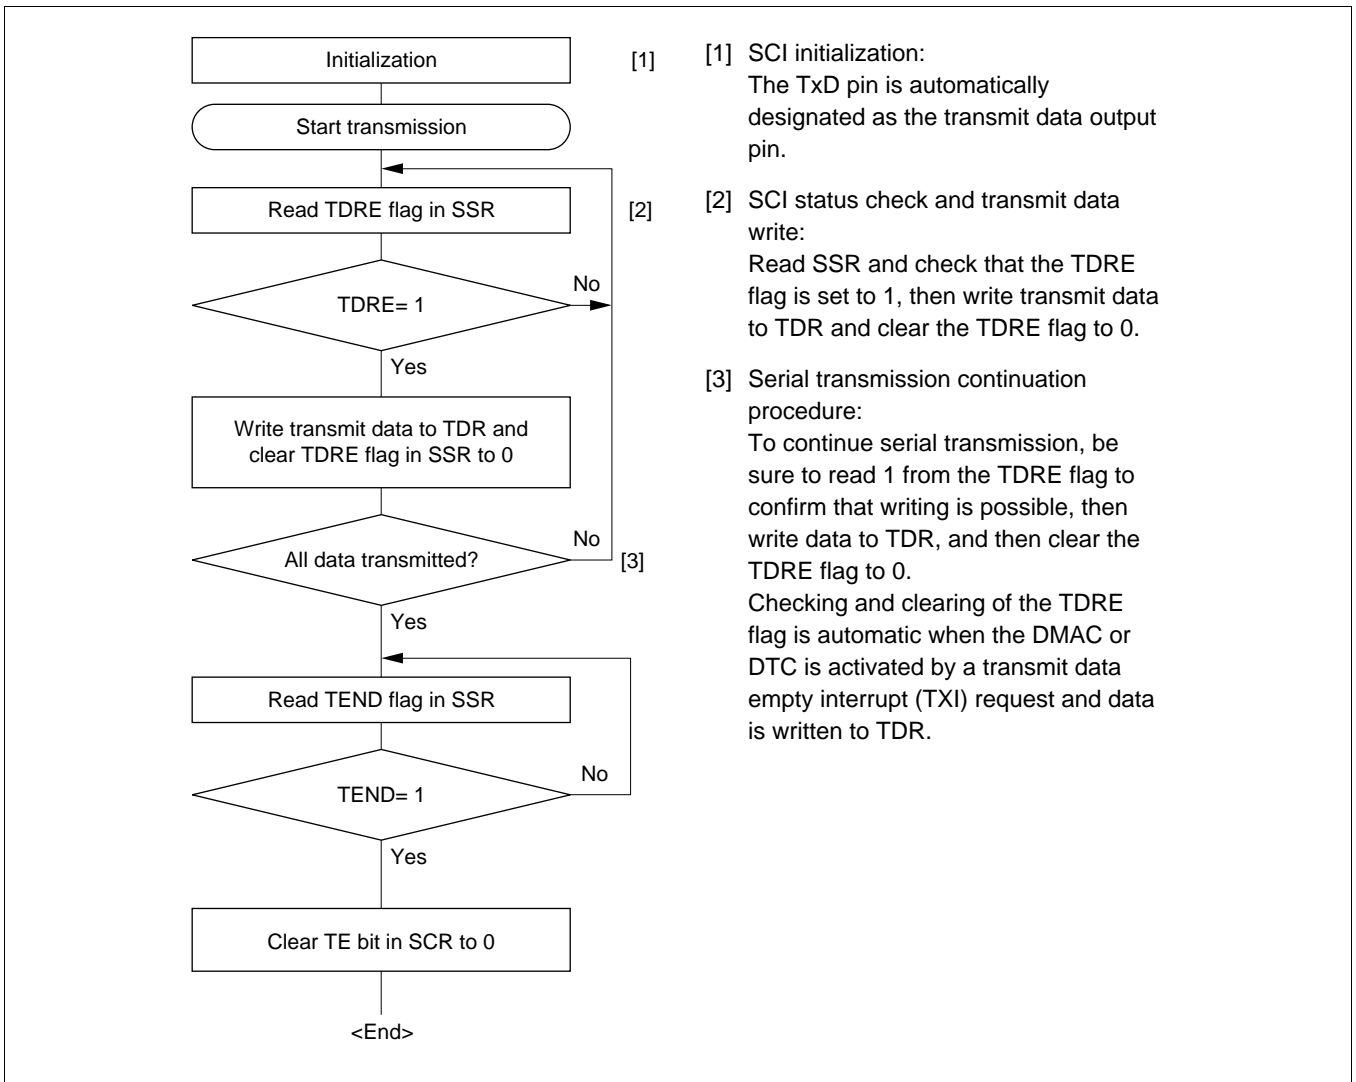 Initialization
[1]
Start transmission
Read TDRE flag in SSR
[2]
TDRE= 1
No
Yes
Write transmit data to TDR and
clear TDRE flag in SSR to 0
All data transmitted?
No
[3]
Yes
Read TEND flag in SSR
TEND= 1
No
Yes
Clear TE bit in SCR to 0
<End>
[1] SCI initialization:
The TxD pin is automatically
designated as the transmit data output
pin.
[2] SCI status check and transmit data
write:
Read SSR and check that the TDRE
flag is set to 1, then write transmit data
to TDR and clear the TDRE flag to 0.
[3] Serial transmission continuation
procedure:
To continue serial transmission, be
sure to read 1 from the TDRE flag to
confirm that writing is possible, then
write data to TDR, and then clear the
TDRE flag to 0.
Checking and clearing of the TDRE
flag is automatic when the DMAC or
DTC is activated by a transmit data
empty interrupt (TXI) request and data
is written to TDR.